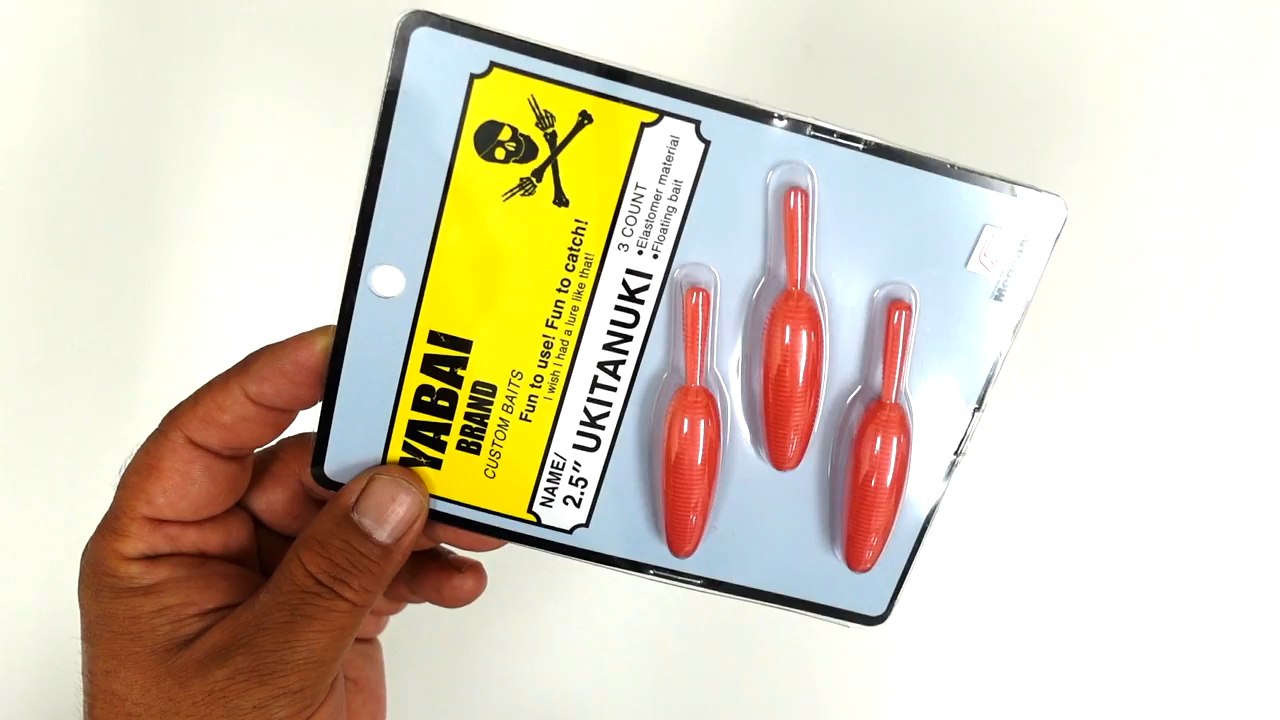 YABAI
BRAND
CUSTOM BAITS
Fun to use! Fun to catch!
I wish I had a lure like that!
NAME/
2.5″ UKITANUKI 3 COUNT
•Elastomer material
•Floating bait